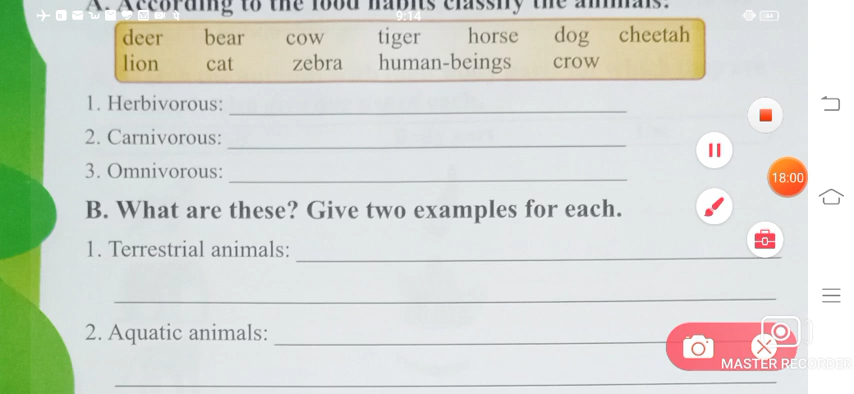 A. According to the food habits classify the animals.
9:14
deer bear cow tiger horse dog cheetah
lion cat zebra human-beings crow
1. Herbivorous:
2. Carnivorous:
3. Omnivorous:
18:00
B. What are these? Give two examples for each.
1. Terrestrial animals:
2. Aquatic animals:
MASTER RECORDER